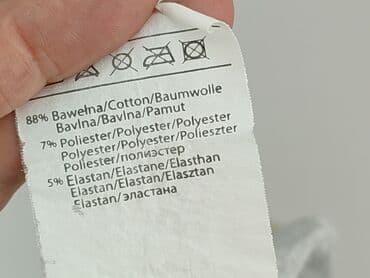 88% Bawełna/Cotton/Baumwolle
Bavlna/Bavlna/Pamut
7% Poliester/Polyester/Polyester
Polyester/Polyester/Poliészter
Poliester/полиэстер
5% Elastan/Elastane/Elasthan
Elastan/Elastan/Elasztán
Elastan/эластана